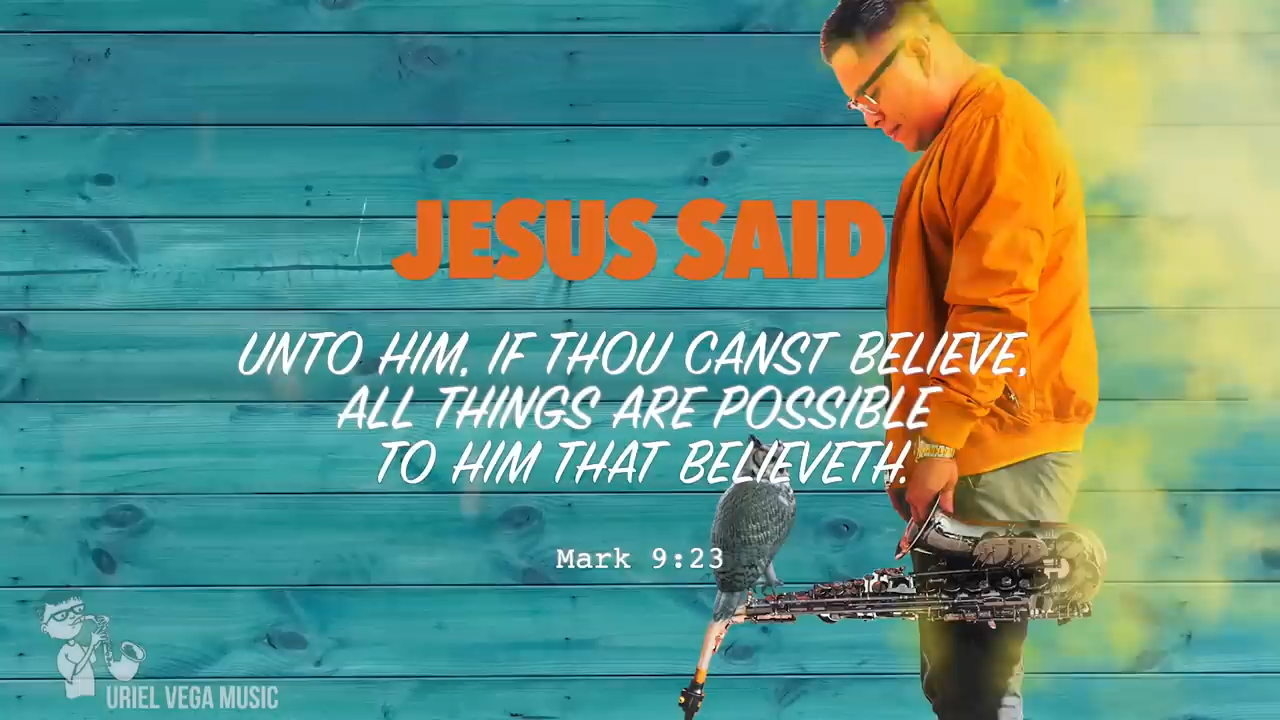 JESUS SAID
UNTO HIM, IF THOU CANST BELIEVE,
ALL THINGS ARE POSSIBLE
TO HIM THAT BELIEVETH.
Mark 9:23
URIEL VEGA MUSIC